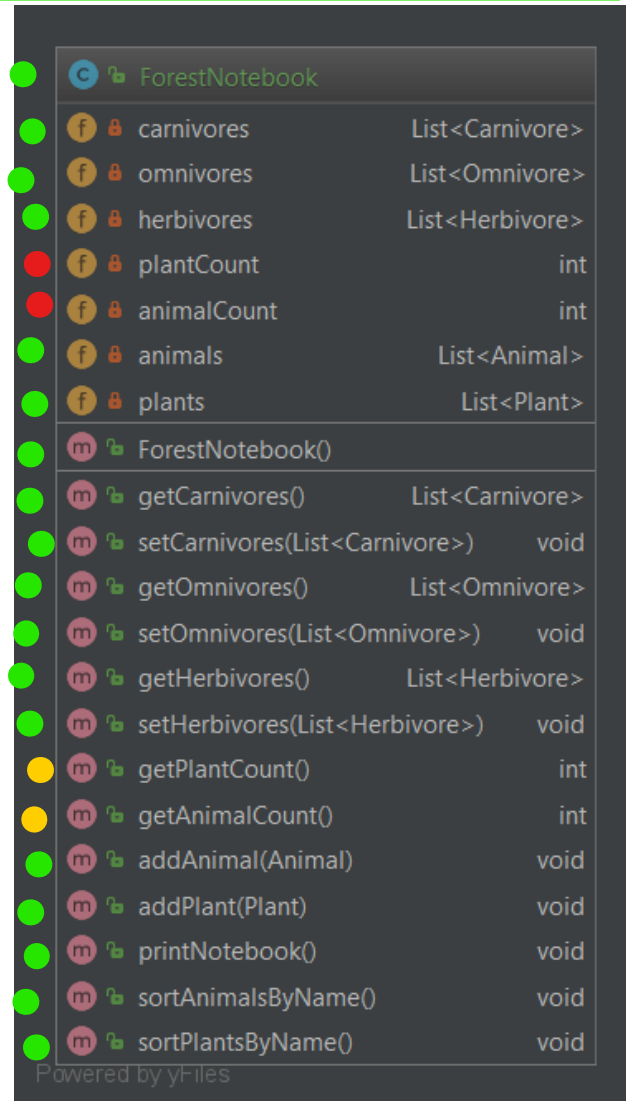 ForestNotebook
carnivores List<Carnivore>
omnivores List<Omnivore>
herbivores List<Herbivore>
plantCount int
animalCount int
animals List<Animal>
plants List<Plant>
ForestNotebook()
getCarnivores() List<Carnivore>
setCarnivores(List<Carnivore>) void
getOmnivores() List<Omnivore>
setOmnivores(List<Omnivore>) void
getHerbivores() List<Herbivore>
setHerbivores(List<Herbivore>) void
getPlantCount() int
getAnimalCount() int
addAnimal(Animal) void
addPlant(Plant) void
printNotebook() void
sortAnimalsByName() void
sortPlantsByName() void
Powered by yFiles